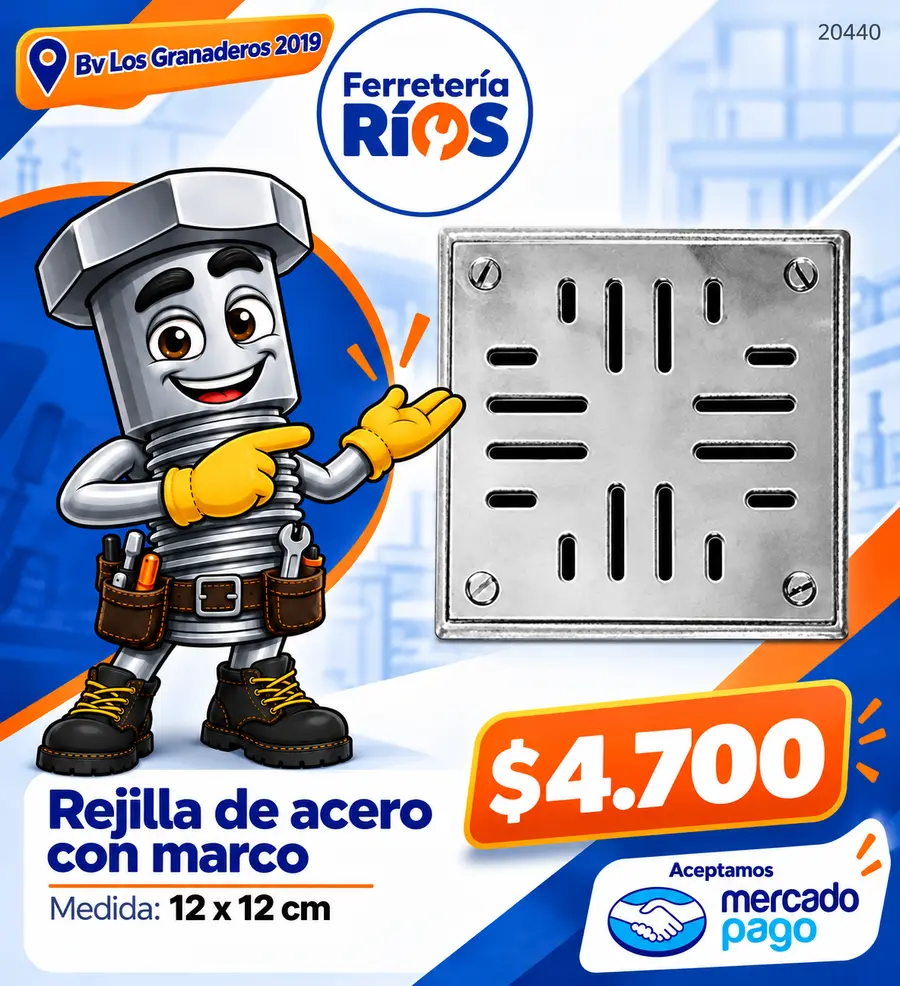 Bv Los Granaderos 2019
20440
Ferretería
RÍOS
$4.700
Rejilla de acero
con marco
Medida: 12 x 12 cm
Aceptamos
mercado
pago